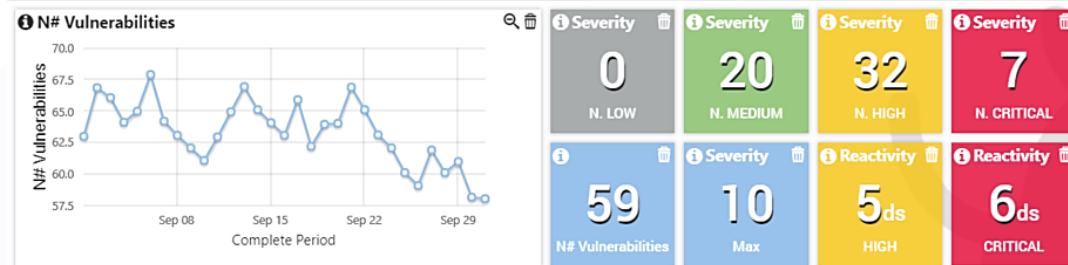 N# Vulnerabilities
70.0
67.5
65.0
62.5
60.0
57.5
N# Vulnerabilities
Sep 08
Sep 15
Sep 22
Sep 29
Complete Period
Severity
0
N. LOW
Severity
20
N. MEDIUM
Severity
32
N. HIGH
Severity
7
N. CRITICAL
59
N# Vulnerabilities
Severity
10
Max
Reactivity
5ds
HIGH
Reactivity
6ds
CRITICAL